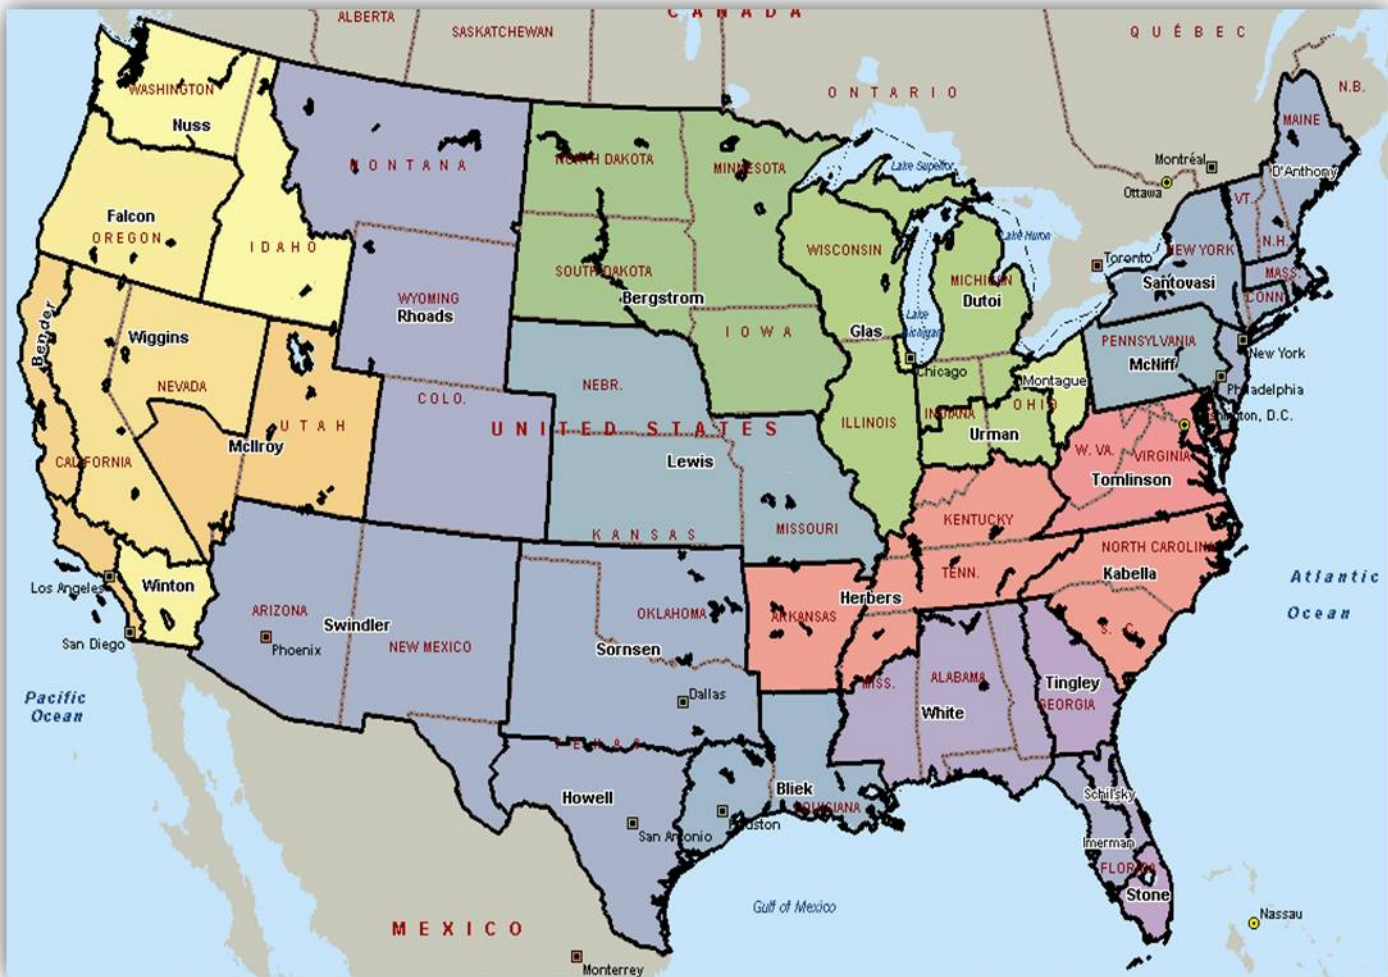 ALBERTA
CANADA
SASKATCHEWAN
QUÉBEC
ONTARIO
N.B.
WASHINGTON
Nuss
MAINE
MONTANA
NORTH DAKOTA
MINNESOTA
Lake Superior
Montréal
Ottawa
D'Anthony
VT.
Falcon
OREGON
IDAHO
WISCONSIN
Lake Huron
NEW YORK
N.H.
Toronto
SOUTH DAKOTA
MICHIGAN
Santovasi
MASS.
CONN
WYOMING
Rhoads
Bergstrom
Dutoi
Lake
Michigan
Bender
Wiggins
IOWA
Glas
PENNSYLVANIA
McNiff
New York
NEVADA
NEBR.
Chicago
Montague
Philadelphia
COLO.
OHIO
Washington, D.C.
UTAH
UNITED STATES
ILLINOIS
INDIANA
Urman
McIlroy
CALIFORNIA
Lewis
W. VA.
VIRGINIA
Tomlinson
KANSAS
MISSOURI
KENTUCKY
NORTH CAROLINA
Los Angeles
Winton
TENN.
Kabella
Atlantic
Ocean
Herbers
ARIZONA
Swindler
OKLAHOMA
ARKANSAS
S. C.
San Diego
Phoenix
NEW MEXICO
Sornsen
Pacific
Ocean
Dallas
MISS.
ALABAMA
Tingley
GEORGIA
White
TEXAS
Howell
Bliek
LOUISIANA
Schilsky
San Antonio
Houston
Imerman
FLORIDA
Stone
Gulf of Mexico
MEXICO
Nassau
Monterrey